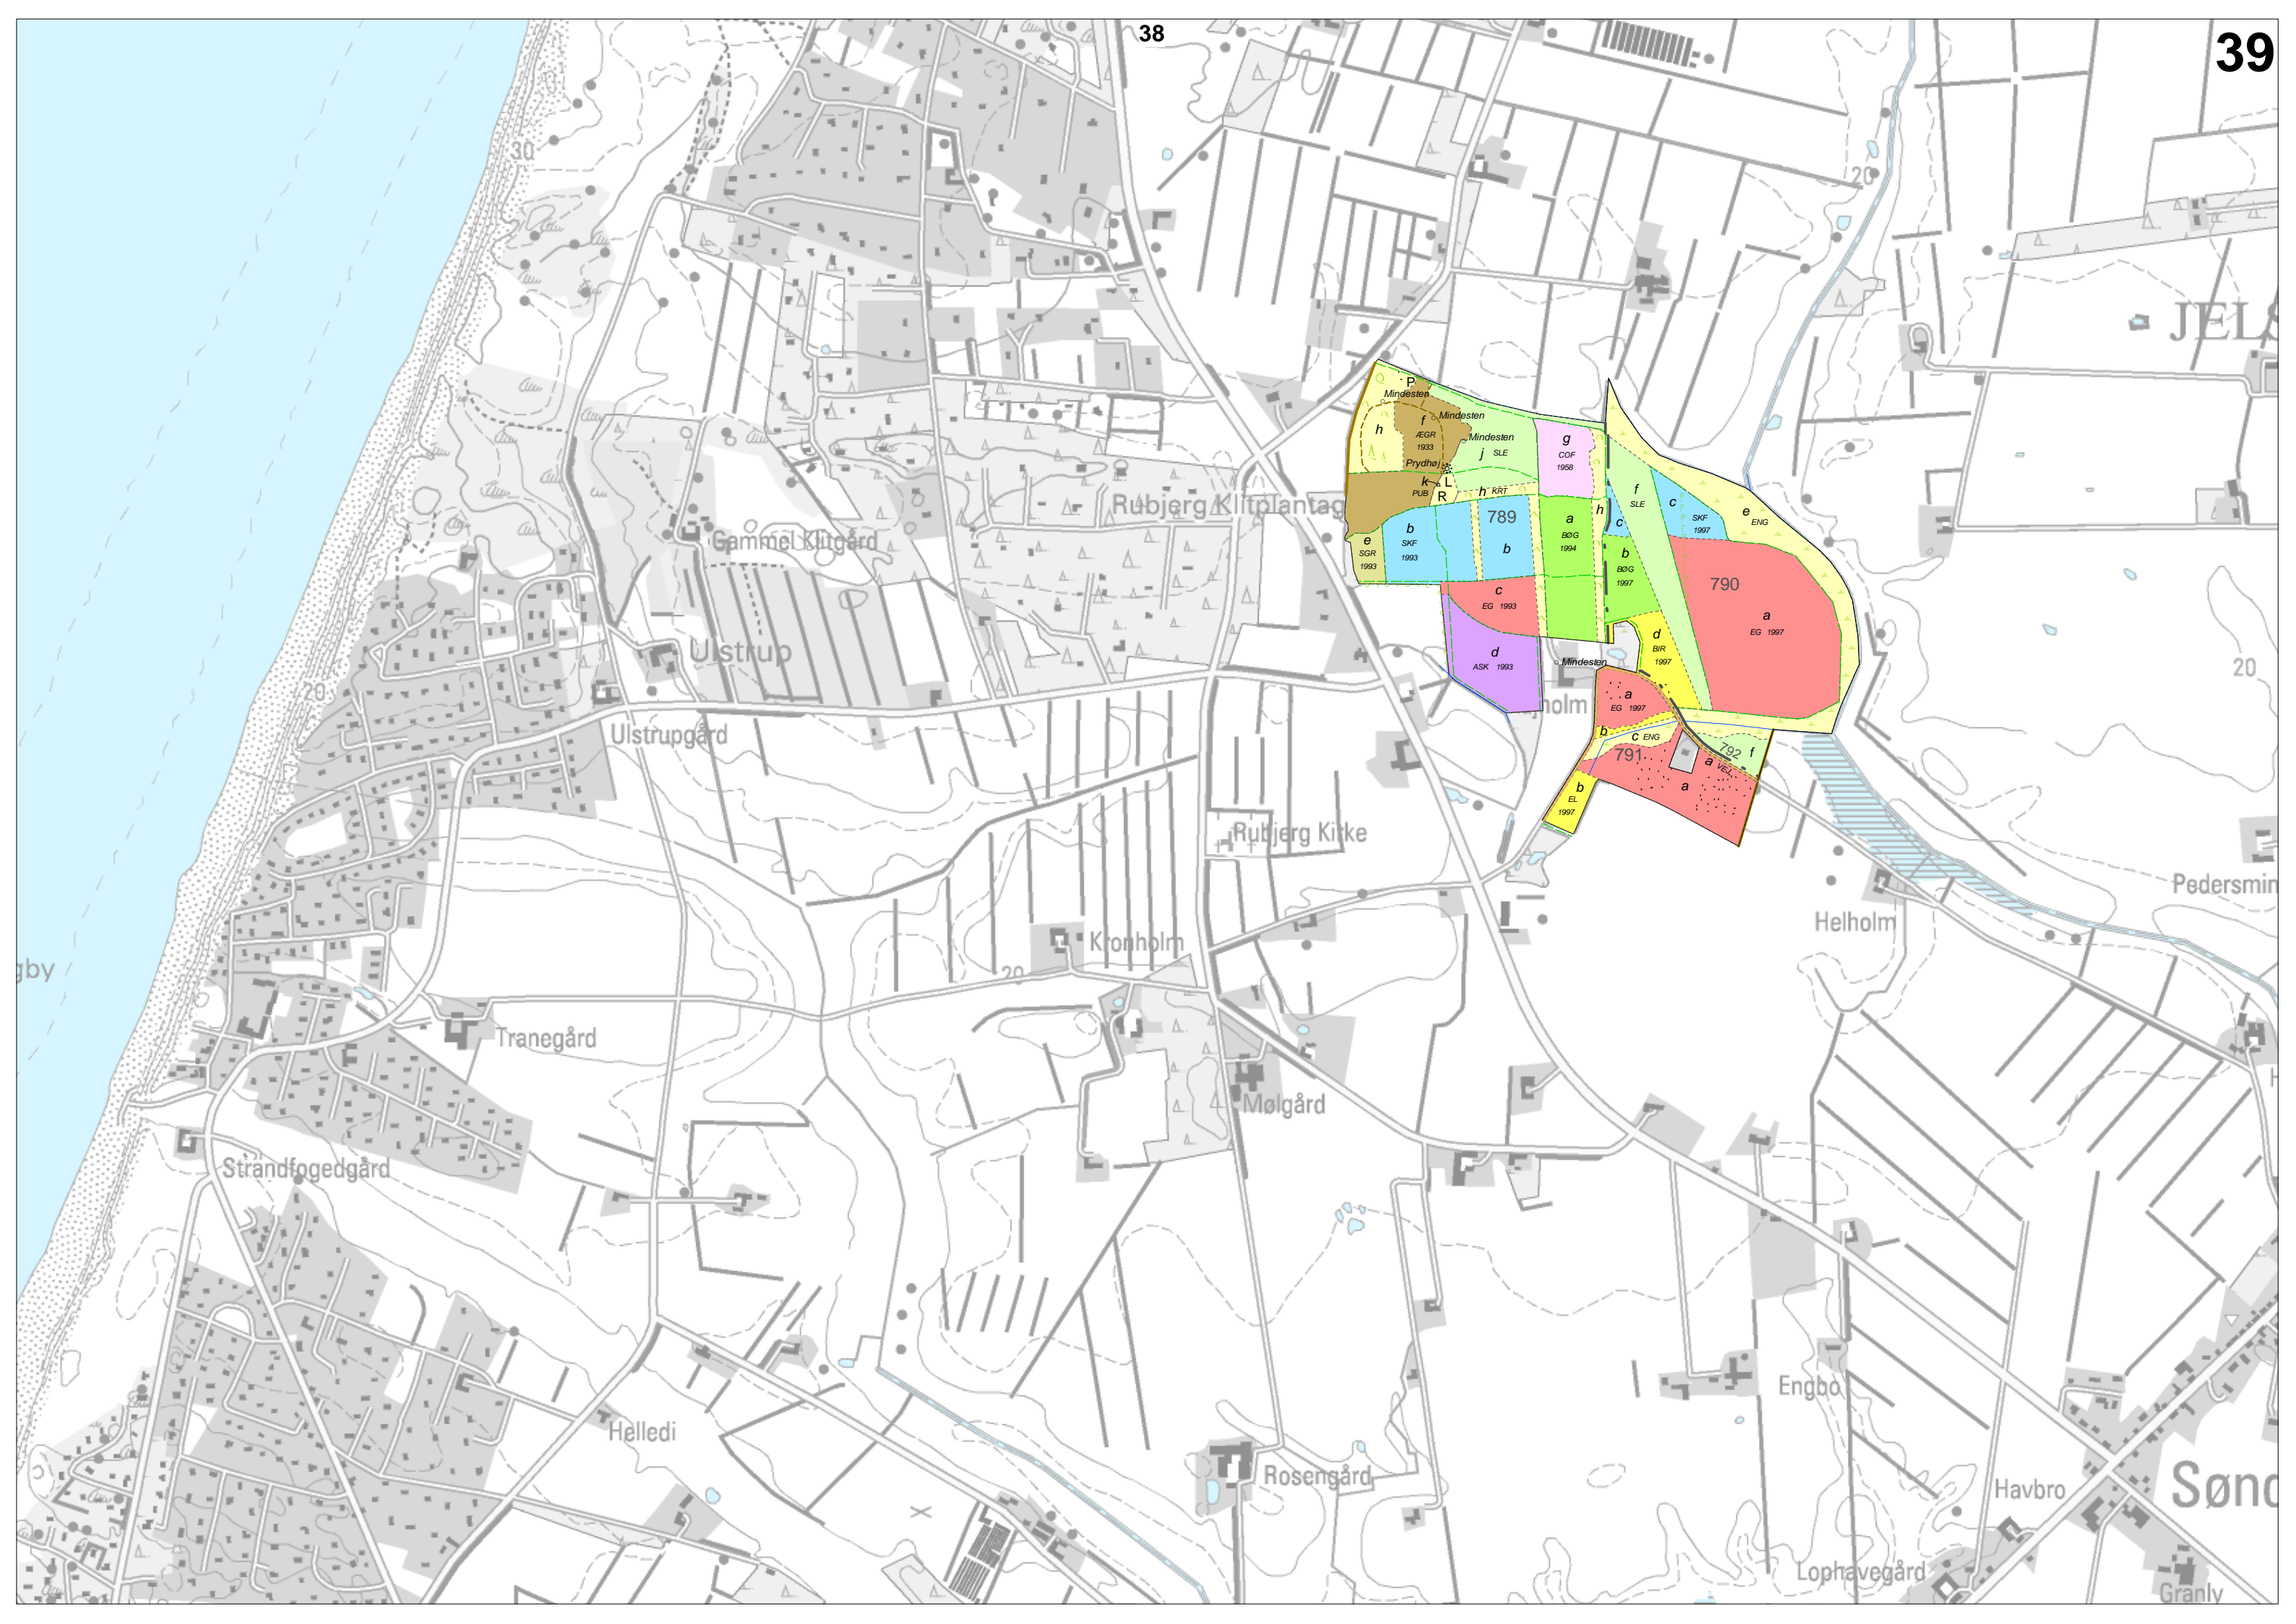 38
39
30
20
JELS
P
Mindesten
h
f
ÆGR
1933
Mindesten
Mindesten
j SLE
g
COF
1958
Prydhøj
k
PUB
L
R
h KRT
Rubjerg Klitplantag
789
b
SKF
1993
b
a
BØG
1994
h
c
f
SLE
c
SKF
1997
e
ENG
e
SGR
1993
Gammel Klitgård
b
BØG
1997
790
a
EG 1997
c
EG 1993
d
BIR
1997
d
ASK 1993
Mindesten
jholm
a
EG 1997
b
c ENG
791
792
f
a
VEJ
a
b
EL
1997
Ulstrup
20
20
Ulstrupgård
Rubjerg Kirke
Pedersmin
Helholm
Kronholm
20
gby
Tranegård
Mølgård
Strandfogedgård
H
Engbo
Helledi
Rosengård
Havbro
Sønd
Lophavegård
Granly